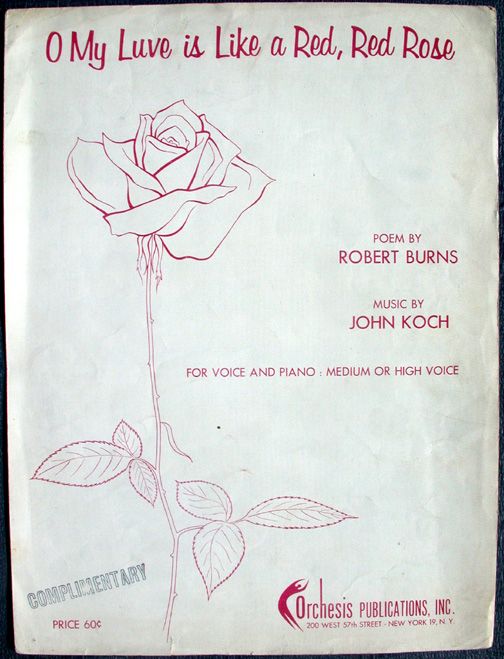 O My Luve is Like a Red, Red Rose
POEM BY
ROBERT BURNS
MUSIC BY
JOHN KOCH
FOR VOICE AND PIANO : MEDIUM OR HIGH VOICE
COMPLIMENTARY
PRICE 60¢
Orchesis PUBLICATIONS, INC.
200 WEST 57th STREET - NEW YORK 19, N. Y.